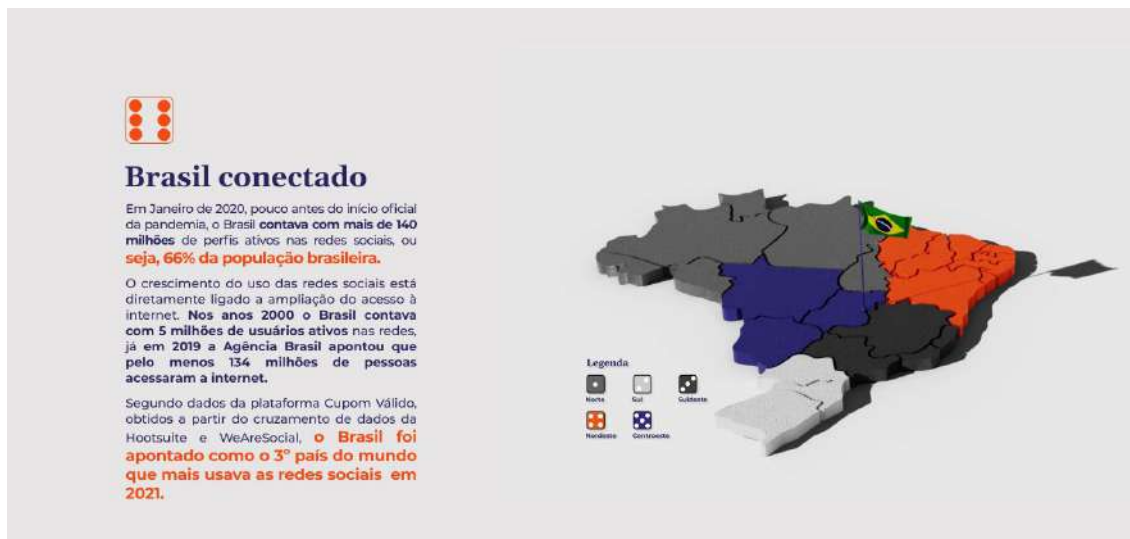 Brasil conectado
Em Janeiro de 2020, pouco antes do início oficial
da pandemia, o Brasil contava com mais de 140
milhões de perfis ativos nas redes sociais, ou
seja, 66% da população brasileira.
O crescimento do uso das redes sociais está
diretamente ligado a ampliação do acesso à
internet. Nos anos 2000 o Brasil contava
com 5 milhões de usuários ativos nas redes,
já em 2019 a Agência Brasil apontou que
pelo menos 134 milhões de pessoas
acessaram a internet.
Segundo dados da plataforma Cupom Válido,
obtidos a partir do cruzamento de dados da
Hootsuite e WeAreSocial, o Brasil foi
apontado como o 3º país do mundo
que mais usava as redes sociais em
2021.
Legenda
Norte Sul
Nordeste